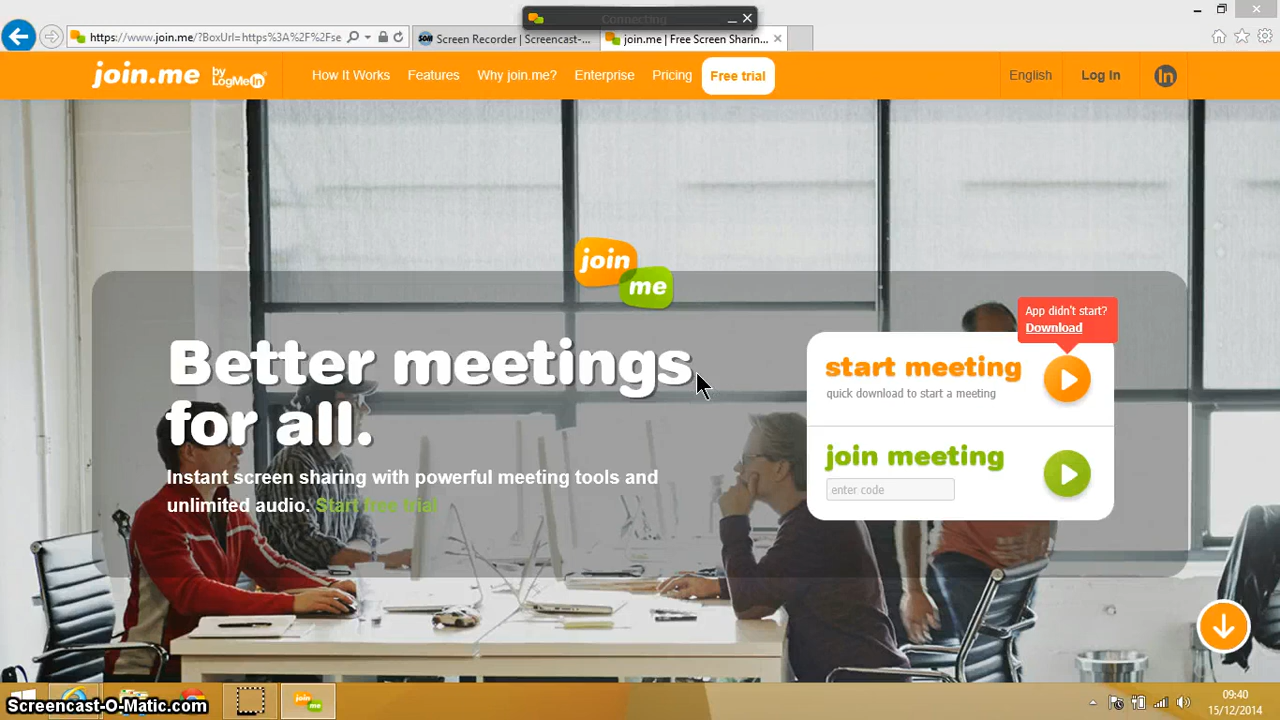 Connecting
https://www.join.me/?BoxUrl=https%3A%2F%2Fse
Screen Recorder | Screencast-...
join.me | Free Screen Sharin...
join.me by LogMeIn
How It Works
Features
Why join.me?
Enterprise
Pricing
Free trial
English
Log In
In
join
me
App didn't start?
Download
Better meetings
for all.
Instant screen sharing with powerful meeting tools and
unlimited audio. Start free trial
start meeting
quick download to start a meeting
join meeting
enter code
join
me
09:40
15/12/2014
Screencast-O-Matic.com